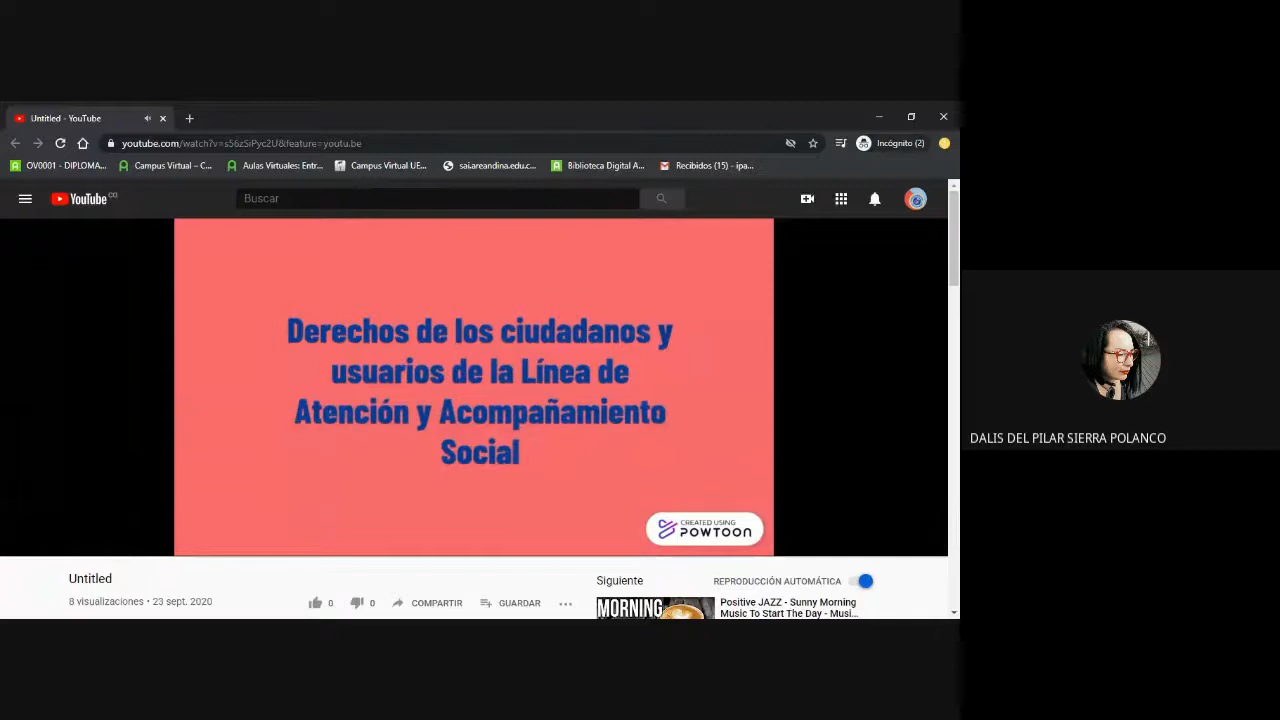 Untitled - YouTube
youtube.com/watch?v=s56zSiPyc2U&feature=youtu.be
Incógnito (2)
OV0001 - DIPLOMA...
Campus Virtual – C...
Aulas Virtuales: Entr...
Campus Virtual UE...
saiareandina.edu.c...
Biblioteca Digital A...
Recibidos (15) - ipa...
YouTube CO
Buscar
Derechos de los ciudadanos y
usuarios de la Línea de
Atención y Acompañamiento
Social
CREATED USING
POWTOON
DALIS DEL PILAR SIERRA POLANCO
Untitled
8 visualizaciones • 23 sept. 2020
0
0
COMPARTIR
GUARDAR
Siguiente
REPRODUCCIÓN AUTOMÁTICA
MORNING
Positive JAZZ - Sunny Morning
Music To Start The Day - Musi...